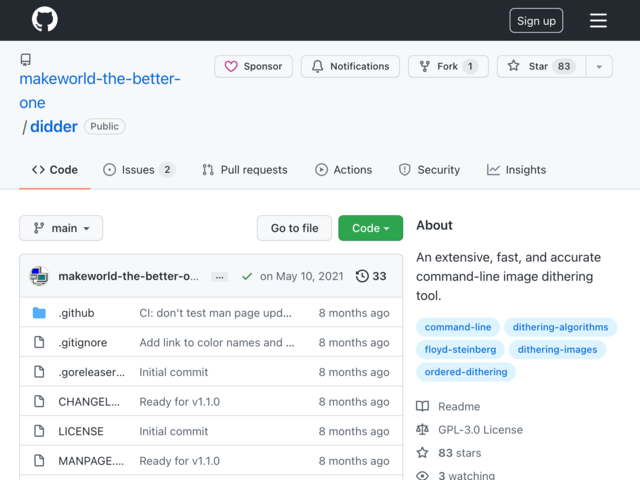 Sign up
makeworld-the-better-
one
/ didder Public
Sponsor Notifications Fork 1 Star 83
Code Issues 2 Pull requests Actions Security Insights
main Go to file Code
makeworld-the-better-o... ... on May 10, 2021 33
.github CI: don't test man page upd... 8 months ago
.gitignore Add link to color names and ... 8 months ago
.goreleaser... Initial commit 8 months ago
CHANGEL... Ready for v1.1.0 8 months ago
LICENSE Initial commit 8 months ago
MANPAGE.... Ready for v1.1.0 8 months ago
About
An extensive, fast, and accurate
command-line image dithering
tool.
command-line dithering-algorithms
floyd-steinberg dithering-images
ordered-dithering
Readme
GPL-3.0 License
83 stars
3 watching